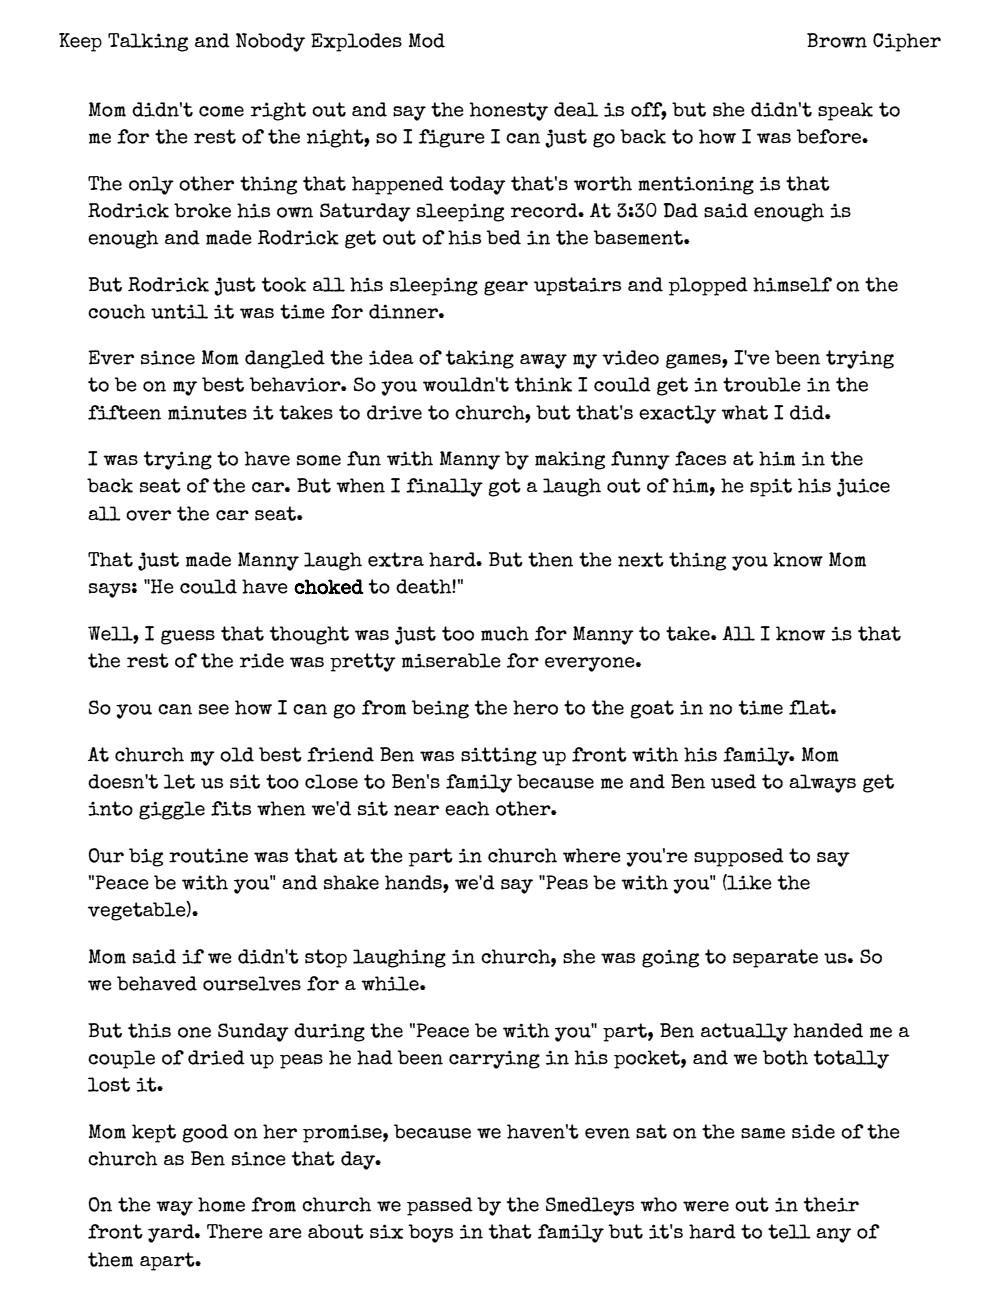 Keep Talking and Nobody Explodes Mod
Brown Cipher
Mom didn't come right out and say the honesty deal is off, but she didn't speak to
me for the rest of the night, so I figure I can just go back to how I was before.
The only other thing that happened today that's worth mentioning is that
Rodrick broke his own Saturday sleeping record. At 3:30 Dad said enough is
enough and made Rodrick get out of his bed in the basement.
But Rodrick just took all his sleeping gear upstairs and plopped himself on the
couch until it was time for dinner.
Ever since Mom dangled the idea of taking away my video games, I've been trying
to be on my best behavior. So you wouldn't think I could get in trouble in the
fifteen minutes it takes to drive to church, but that's exactly what I did.
I was trying to have some fun with Manny by making funny faces at him in the
back seat of the car. But when I finally got a laugh out of him, he spit his juice
all over the car seat.
That just made Manny laugh extra hard. But then the next thing you know Mom
says: "He could have choked to death!"
Well, I guess that thought was just too much for Manny to take. All I know is that
the rest of the ride was pretty miserable for everyone.
So you can see how I can go from being the hero to the goat in no time flat.
At church my old best friend Ben was sitting up front with his family. Mom
doesn't let us sit too close to Ben's family because me and Ben used to always get
into giggle fits when we'd sit near each other.
Our big routine was that at the part in church where you're supposed to say
"Peace be with you" and shake hands, we'd say "Peas be with you" (like the
vegetable).
Mom said if we didn't stop laughing in church, she was going to separate us. So
we behaved ourselves for a while.
But this one Sunday during the "Peace be with you" part, Ben actually handed me a
couple of dried up peas he had been carrying in his pocket, and we both totally
lost it.
Mom kept good on her promise, because we haven't even sat on the same side of the
church as Ben since that day.
On the way home from church we passed by the Smedleys who were out in their
front yard. There are about six boys in that family but it's hard to tell any of
them apart.